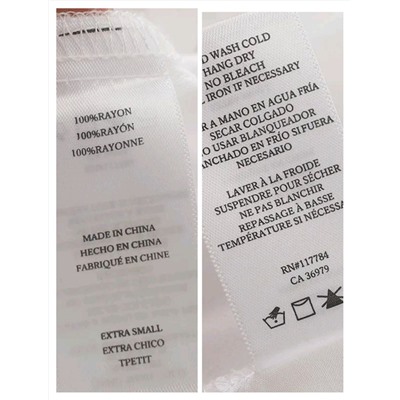 100%RAYON
100%RAYÓN
100%RAYONNE
MADE IN CHINA
HECHO EN CHINA
FABRIQUÉ EN CHINE
EXTRA SMALL
EXTRA CHICO
TPETIT
D WASH COLD
HANG DRY
NO BLEACH
L IRON IF NECESSARY
R A MANO EN AGUA FRÍA
SECAR COLGADO
O USAR BLANQUEADOR
ANCHADO EN FRÍO SI FUERA
NECESARIO
LAVER À LA FROIDE
SUSPENDRE POUR SÉCHER
NE PAS BLANCHIR
REPASSAGE À BASSE
TEMPÉRATURE SI NÉCESSA
RN#117784
CA 36979